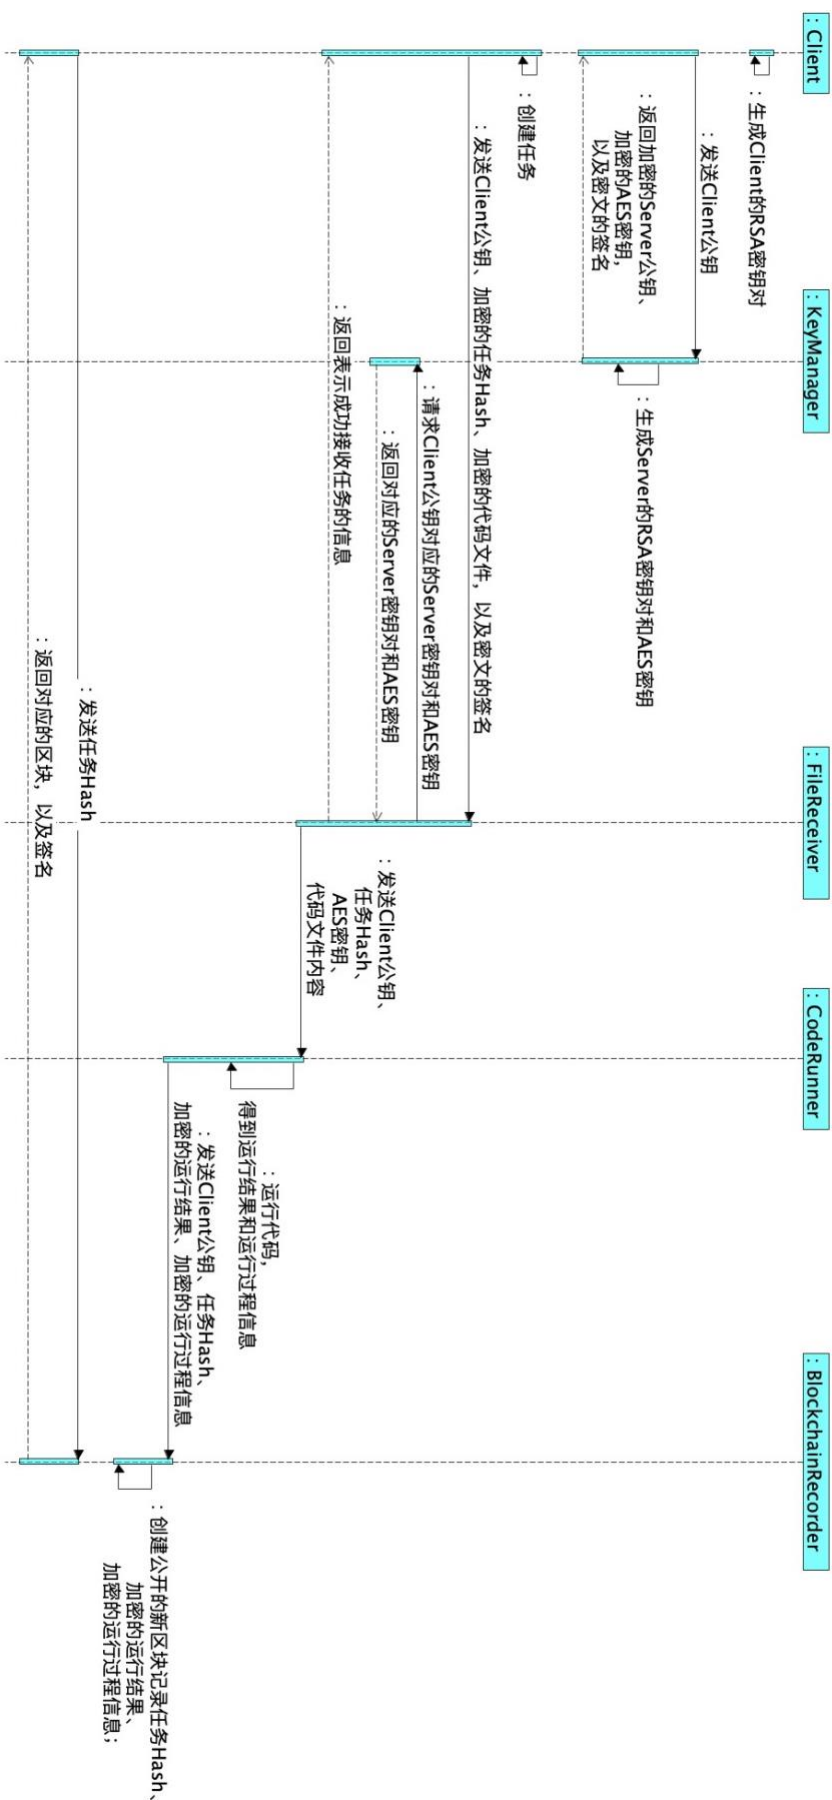 : Client
: KeyManager
: FileReceiver
: CodeRunner
: BlockchainRecorder
: 生成Client的RSA密钥对
: 发送Client公钥
: 生成Server的RSA密钥对和AES密钥
: 返回加密的Server公钥、
加密的AES密钥，
以及密文的签名
: 创建任务
: 发送Client公钥、加密的任务Hash、加密的代码文件，以及密文的签名
: 请求Client公钥对应的Server密钥对和AES密钥
: 返回对应的Server密钥对和AES密钥
: 返回表示成功接收任务的信息
: 发送Client公钥、
任务Hash、
AES密钥、
代码文件内容
: 运行代码，
得到运行结果和运行过程信息
: 发送Client公钥、任务Hash、
加密的运行结果、加密的运行过程信息
: 创建公开的新区块记录任务Hash、
加密的运行结果、
加密的运行过程信息；
: 发送任务Hash
: 返回对应的区块，以及签名